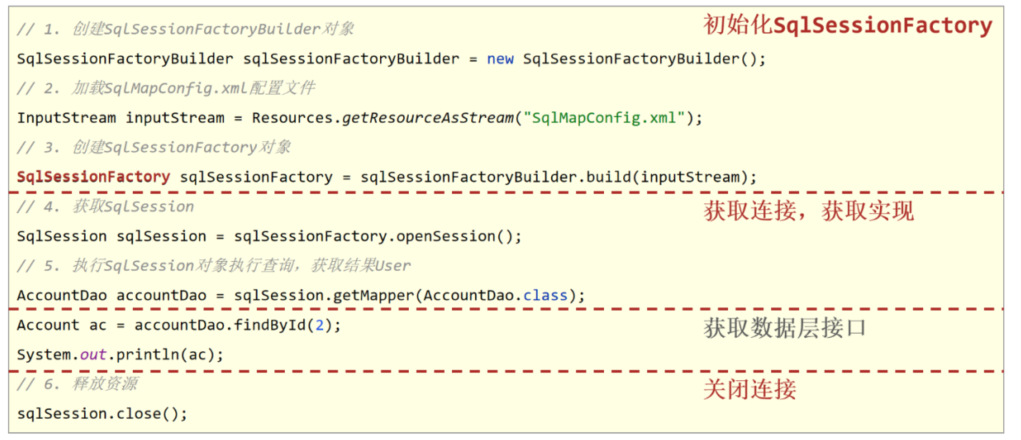 // 1. 创建SqlSessionFactoryBuilder对象
初始化SqlSessionFactory
SqlSessionFactoryBuilder sqlSessionFactoryBuilder = new SqlSessionFactoryBuilder();
// 2. 加载SqlMapConfig.xml配置文件
InputStream inputStream = Resources.getResourceAsStream("SqlMapConfig.xml");
// 3. 创建SqlSessionFactory对象
SqlSessionFactory sqlSessionFactory = sqlSessionFactoryBuilder.build(inputStream);
// 4. 获取SqlSession
获取连接，获取实现
SqlSession sqlSession = sqlSessionFactory.openSession();
// 5. 执行SqlSession对象执行查询，获取结果User
AccountDao accountDao = sqlSession.getMapper(AccountDao.class);
Account ac = accountDao.findById(2);
获取数据层接口
System.out.println(ac);
// 6. 释放资源
关闭连接
sqlSession.close();